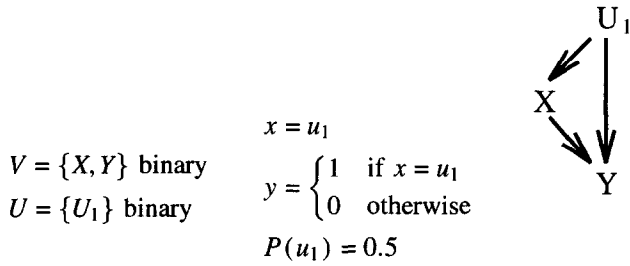 U₁
X
Y
V = {X, Y} binary
U = {U₁} binary
x = u₁
y = { 1 if x = u₁
0 otherwise
P(u₁) = 0.5